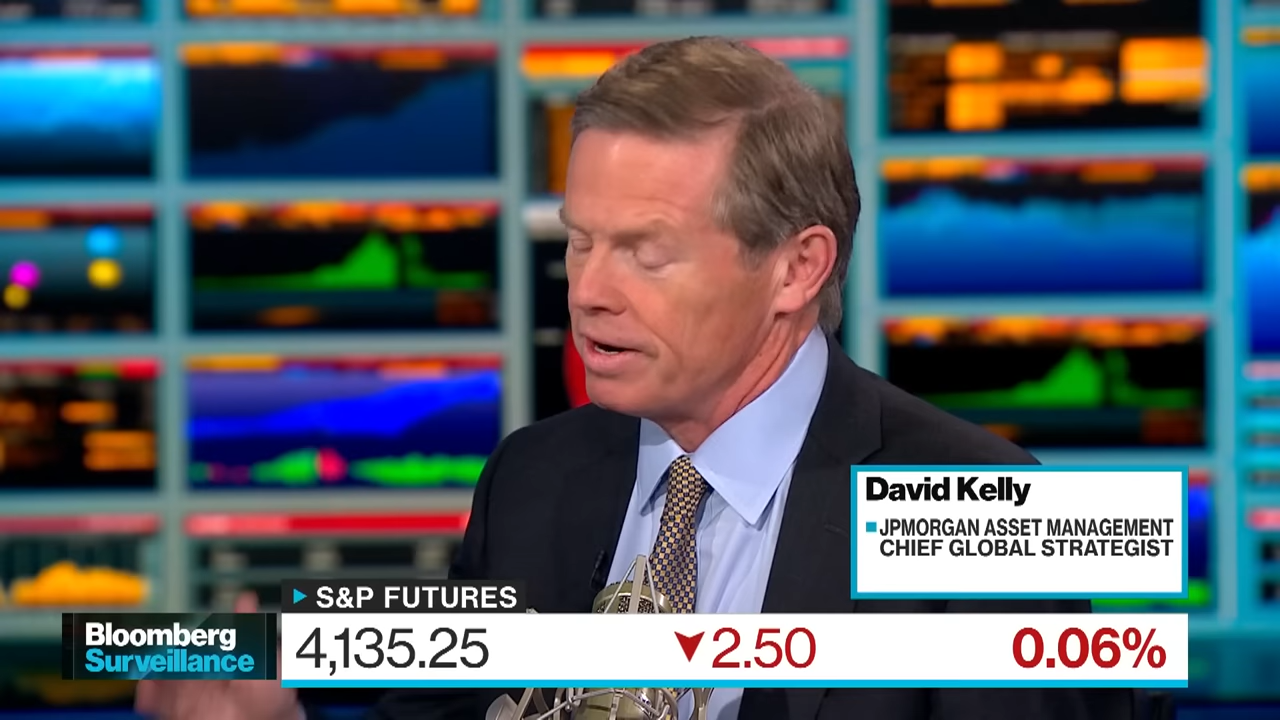 David Kelly
JPMORGAN ASSET MANAGEMENT
CHIEF GLOBAL STRATEGIST
S&P FUTURES
Bloomberg
Surveillance
4,135.25 2.50 0.06%